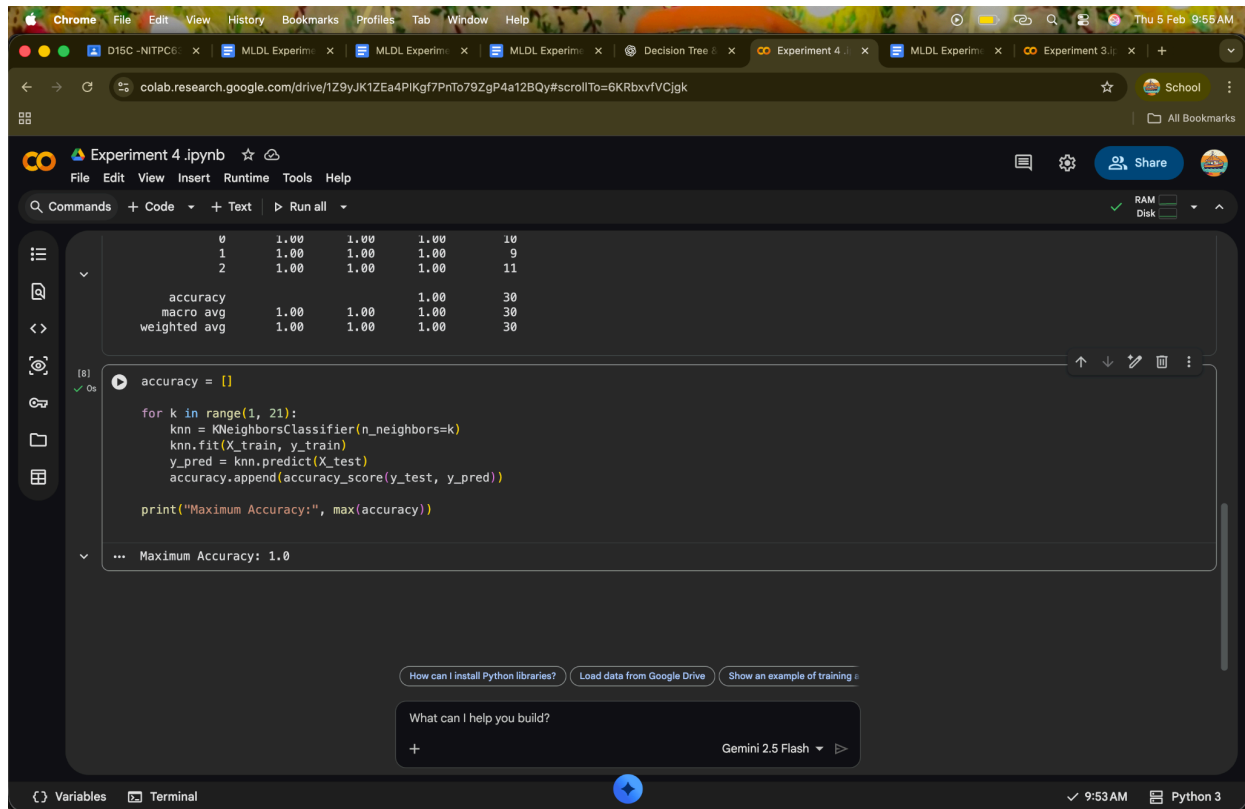 Chrome File Edit View History Bookmarks Profiles Tab Window Help Thu 5 Feb 9:55 AM
D15C -NITPC6 MLDL Experime MLDL Experime MLDL Experime Decision Tree & Experiment 4 .i MLDL Experime Experiment 3.ip
colab.research.google.com/drive/1Z9yJK1ZEa4PIKgf7PnTo79ZgP4a12BQy#scrollTo=6KRbxvfVCjgk School
All Bookmarks
Experiment 4 .ipynb
File Edit View Insert Runtime Tools Help
Share
Commands + Code + Text Run all RAM
Disk
0 1.00 1.00 1.00 10
1 1.00 1.00 1.00 9
2 1.00 1.00 1.00 11
accuracy 1.00 30
macro avg 1.00 1.00 1.00 30
weighted avg 1.00 1.00 1.00 30
[8]
0s
accuracy = []
for k in range(1, 21):
    knn = KNeighborsClassifier(n_neighbors=k)
    knn.fit(X_train, y_train)
    y_pred = knn.predict(X_test)
    accuracy.append(accuracy_score(y_test, y_pred))
print("Maximum Accuracy:", max(accuracy))
... Maximum Accuracy: 1.0
How can I install Python libraries? Load data from Google Drive Show an example of training a
What can I help you build?
+ Gemini 2.5 Flash
{} Variables Terminal 9:53 AM Python 3